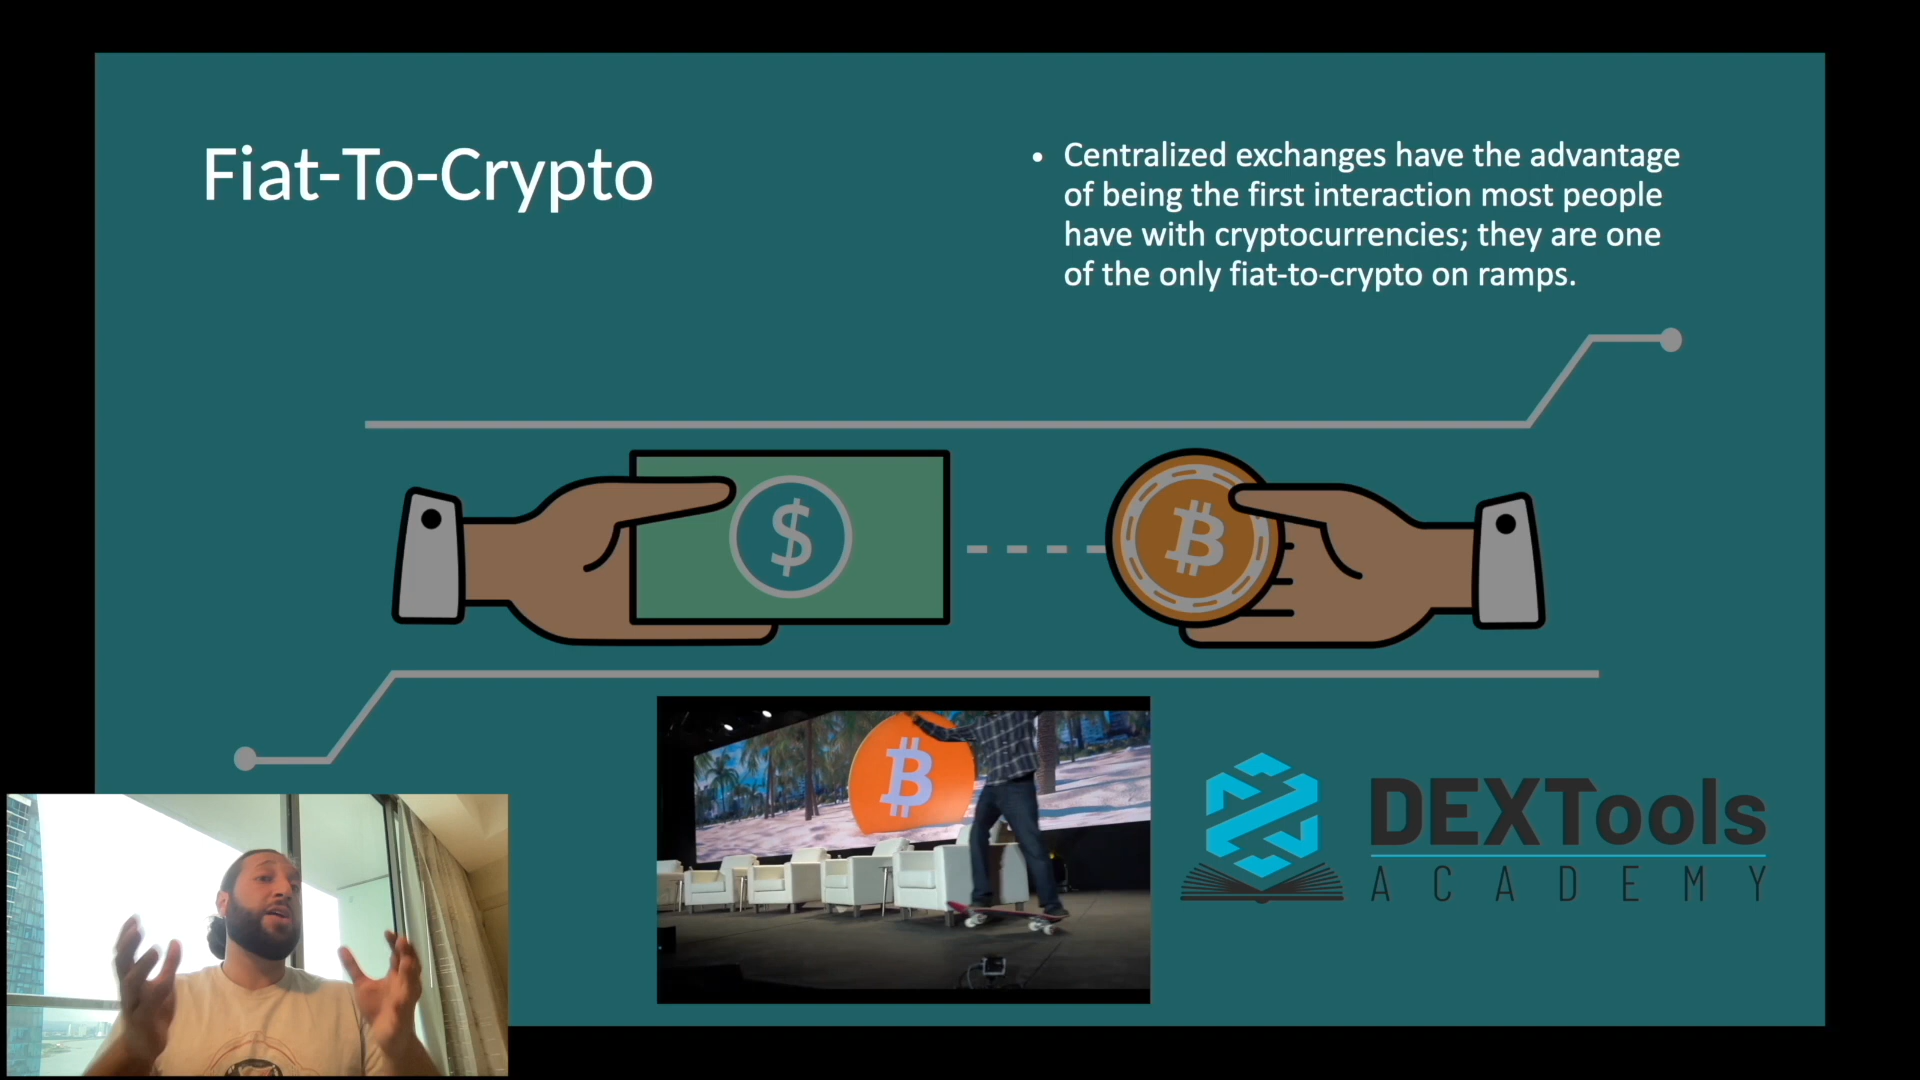 Fiat-To-Crypto
• Centralized exchanges have the advantage
of being the first interaction most people
have with cryptocurrencies; they are one
of the only fiat-to-crypto on ramps.
$
₿
₿
DEXTools
ACADEMY